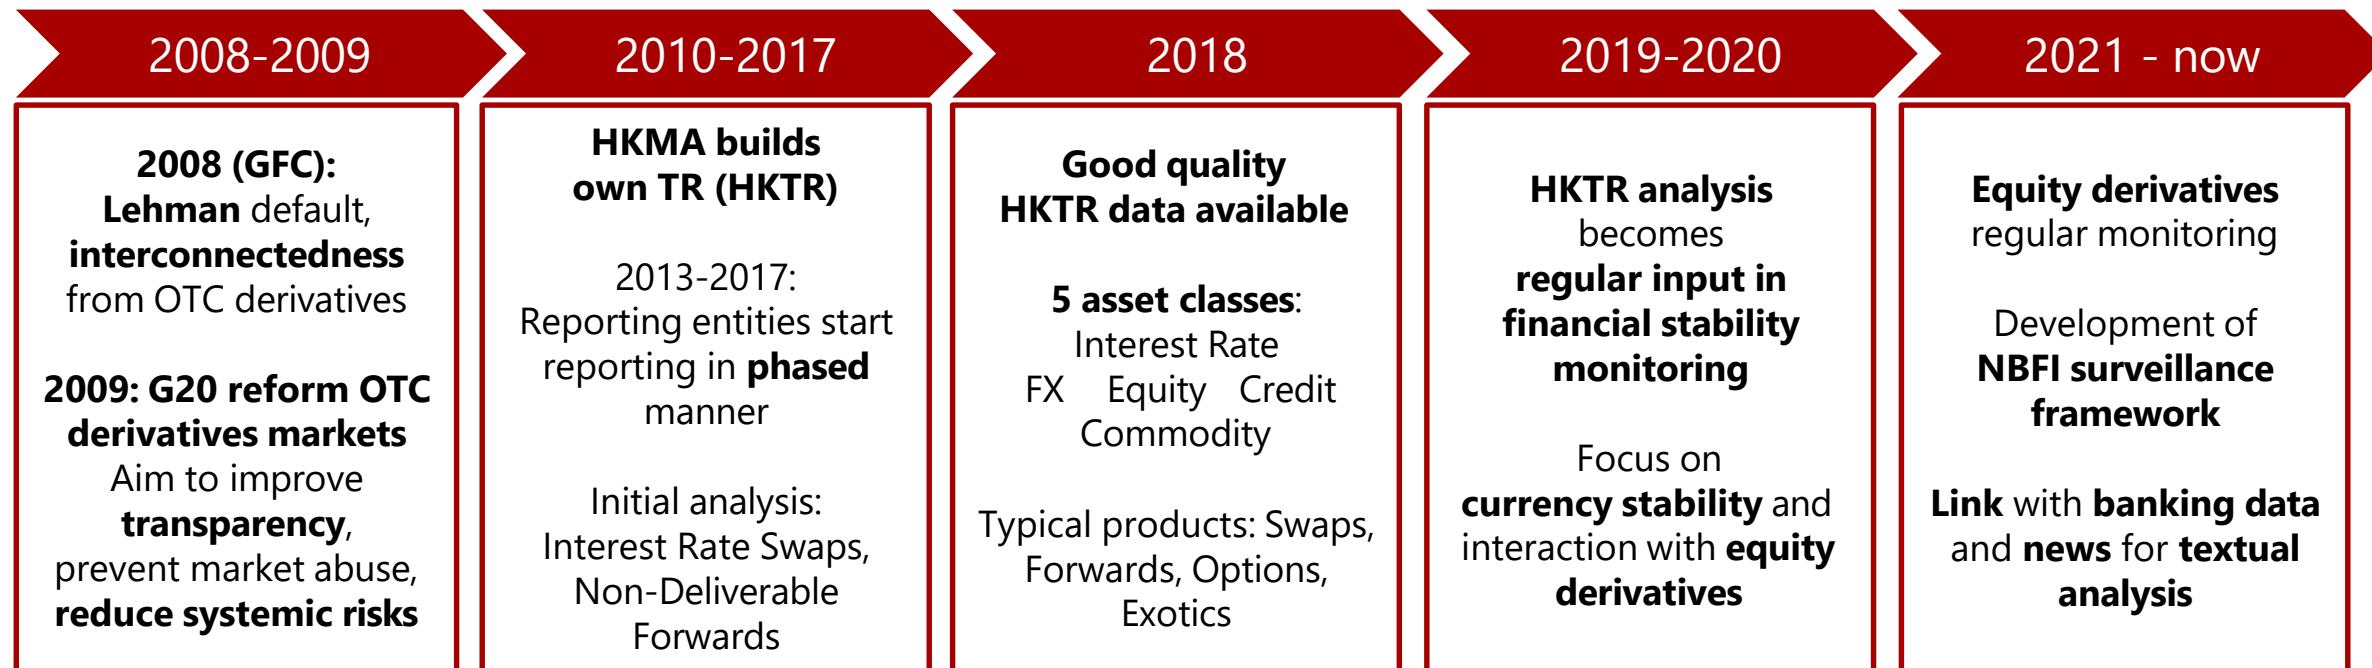 2008-2009
2008 (GFC):
Lehman default,
interconnectedness
from OTC derivatives
2009: G20 reform OTC
derivatives markets
Aim to improve
transparency,
prevent market abuse,
reduce systemic risks
2010-2017
HKMA builds
own TR (HKTR)
2013-2017:
Reporting entities start
reporting in phased
manner
Initial analysis:
Interest Rate Swaps,
Non-Deliverable
Forwards
2018
Good quality
HKTR data available
5 asset classes:
Interest Rate
FX Equity Credit
Commodity
Typical products: Swaps,
Forwards, Options,
Exotics
2019-2020
HKTR analysis
becomes
regular input in
financial stability
monitoring
Focus on
currency stability and
interaction with equity
derivatives
2021 - now
Equity derivatives
regular monitoring
Development of
NBFI surveillance
framework
Link with banking data
and news for textual
analysis